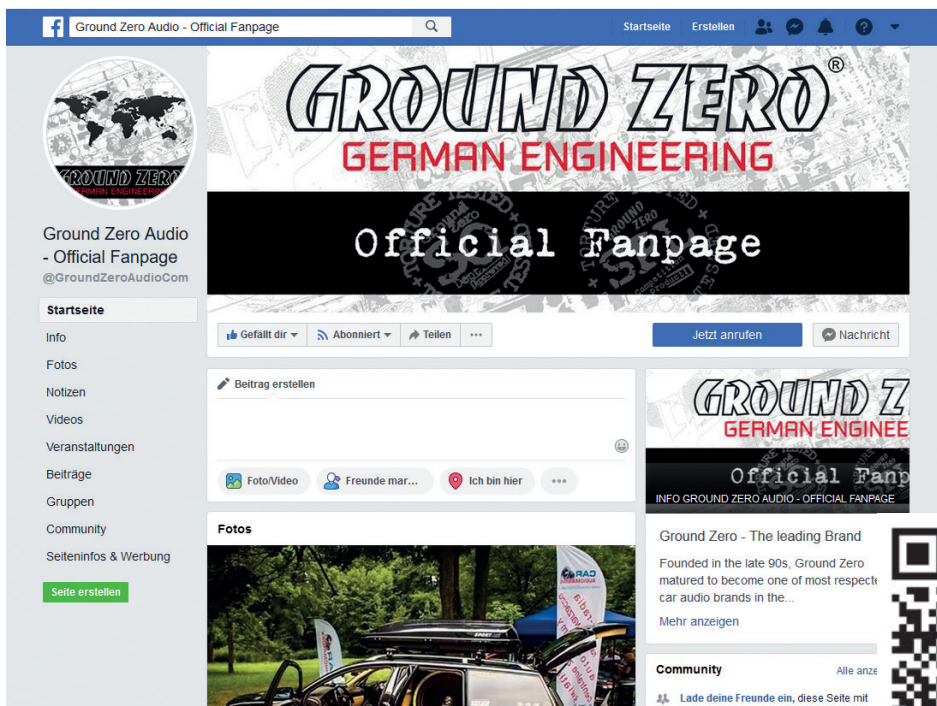 Ground Zero Audio - Official Fanpage
Startseite Erstellen
GROUND ZERO®
GERMAN ENGINEERING
Official Fanpage
GROUND ZERO
GERMAN ENGINEERING
Ground Zero Audio
- Official Fanpage
@GroundZeroAudioCom
Startseite
Info
Fotos
Notizen
Videos
Veranstaltungen
Beiträge
Gruppen
Community
Seiteninfos & Werbung
Seite erstellen
Gefällt dir Abonniert Teilen ...
Jetzt anrufen Nachricht
Beitrag erstellen
Foto/Video Freunde mar... Ich bin hier ...
Fotos
SPORT
GROUND Z
GERMAN ENGINEE
Official Fanp
INFO GROUND ZERO AUDIO - OFFICIAL FANPAGE
Ground Zero - The leading Brand
Founded in the late 90s, Ground Zero
matured to become one of most respecte
car audio brands in the...
Mehr anzeigen
Community Alle anze
Lade deine Freunde ein, diese Seite mit